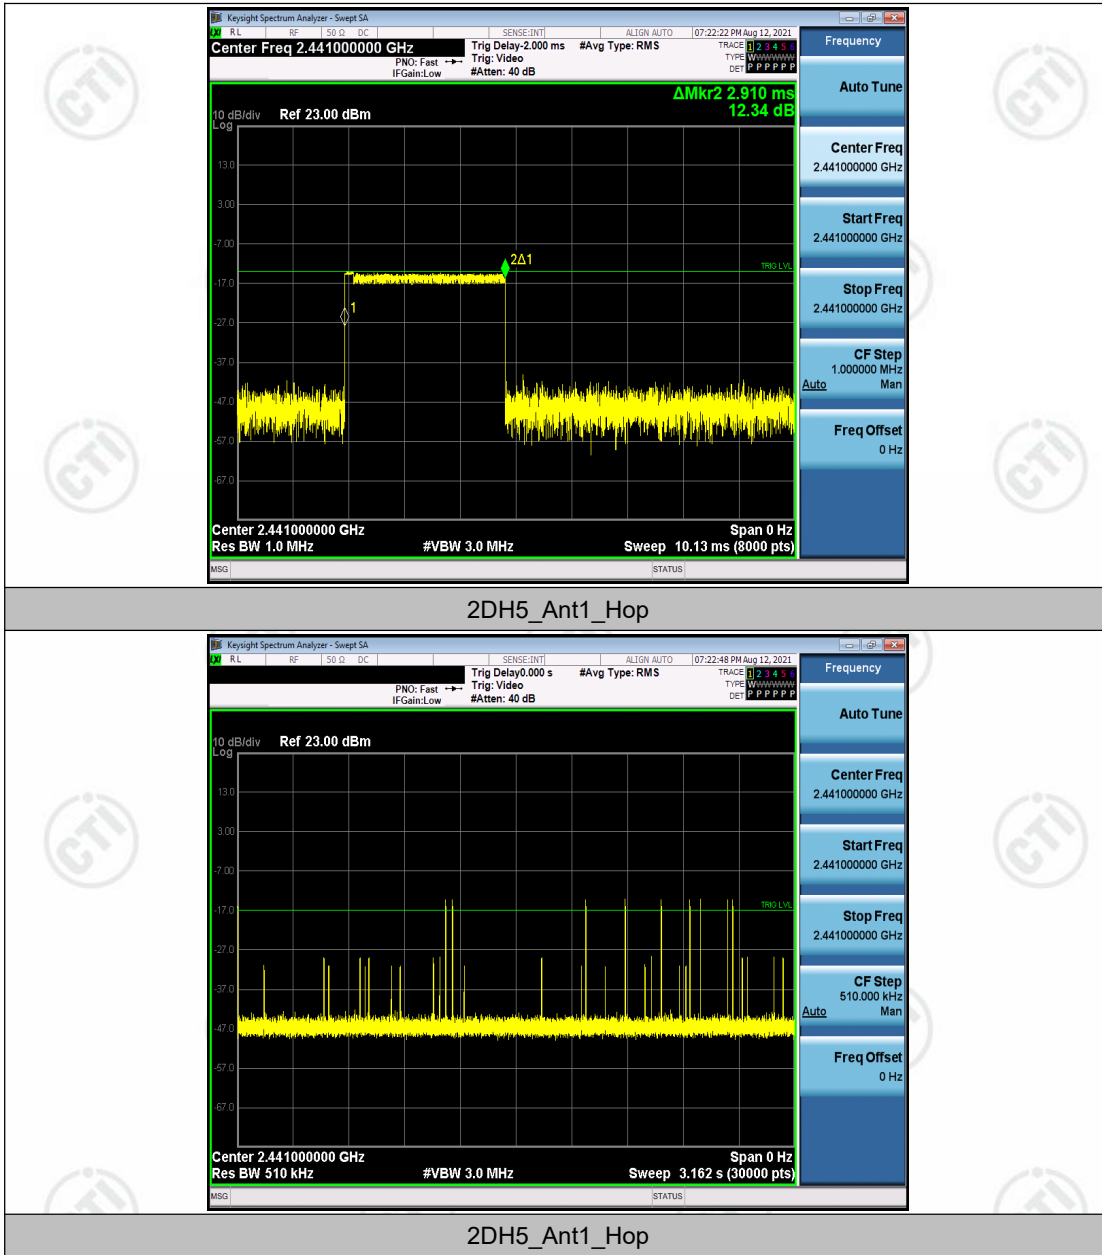 Keysight Spectrum Analyzer - Swept SA
LXI RL RF 50 Ω DC SENSE:INT ALIGN AUTO 07:22:22 PM Aug 12, 2021
Center Freq 2.441000000 GHz
PNO: Fast
IFGain:Low
Trig Delay-2.000 ms
Trig: Video
#Atten: 40 dB
#Avg Type: RMS
TRACE 1 2 3 4 5 6
TYPE WWWWWW
DET P P P P P P
ΔMkr2 2.910 ms
12.34 dB
10 dB/div
Log
Ref 23.00 dBm
13.0
3.00
-7.00
-17.0
-27.0
-37.0
-47.0
-57.0
-67.0
2Δ1
1
TRIG LVL
Center 2.441000000 GHz
Span 0 Hz
Res BW 1.0 MHz
#VBW 3.0 MHz
Sweep 10.13 ms (8000 pts)
MSG
STATUS
Frequency
Auto Tune
Center Freq
2.441000000 GHz
Start Freq
2.441000000 GHz
Stop Freq
2.441000000 GHz
CF Step
1.000000 MHz
Auto Man
Freq Offset
0 Hz
2DH5_Ant1_Hop
Keysight Spectrum Analyzer - Swept SA
LXI RL RF 50 Ω DC SENSE:INT ALIGN AUTO 07:22:48 PM Aug 12, 2021
PNO: Fast
IFGain:Low
Trig Delay0.000 s
Trig: Video
#Atten: 40 dB
#Avg Type: RMS
TRACE 1 2 3 4 5 6
TYPE WWWWWW
DET P P P P P P
10 dB/div
Log
Ref 23.00 dBm
13.0
3.00
-7.00
-17.0
-27.0
-37.0
-47.0
-57.0
-67.0
TRIG LVL
Center 2.441000000 GHz
Span 0 Hz
Res BW 510 kHz
#VBW 3.0 MHz
Sweep 3.162 s (30000 pts)
MSG
STATUS
Frequency
Auto Tune
Center Freq
2.441000000 GHz
Start Freq
2.441000000 GHz
Stop Freq
2.441000000 GHz
CF Step
510.000 kHz
Auto Man
Freq Offset
0 Hz
2DH5_Ant1_Hop
CTI
CTI
CTI
CTI
CTI
CTI